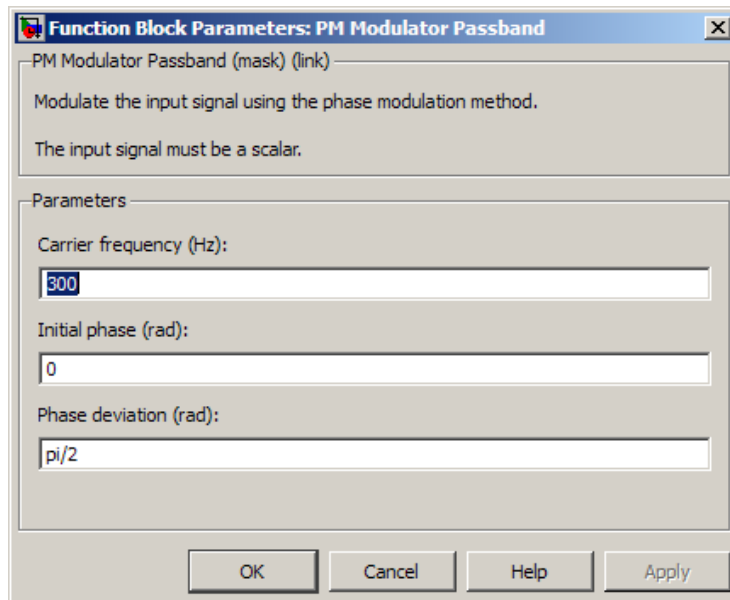 Function Block Parameters: PM Modulator Passband
PM Modulator Passband (mask) (link)
Modulate the input signal using the phase modulation method.
The input signal must be a scalar.
Parameters
Carrier frequency (Hz):
300
Initial phase (rad):
0
Phase deviation (rad):
pi/2
OK Cancel Help Apply